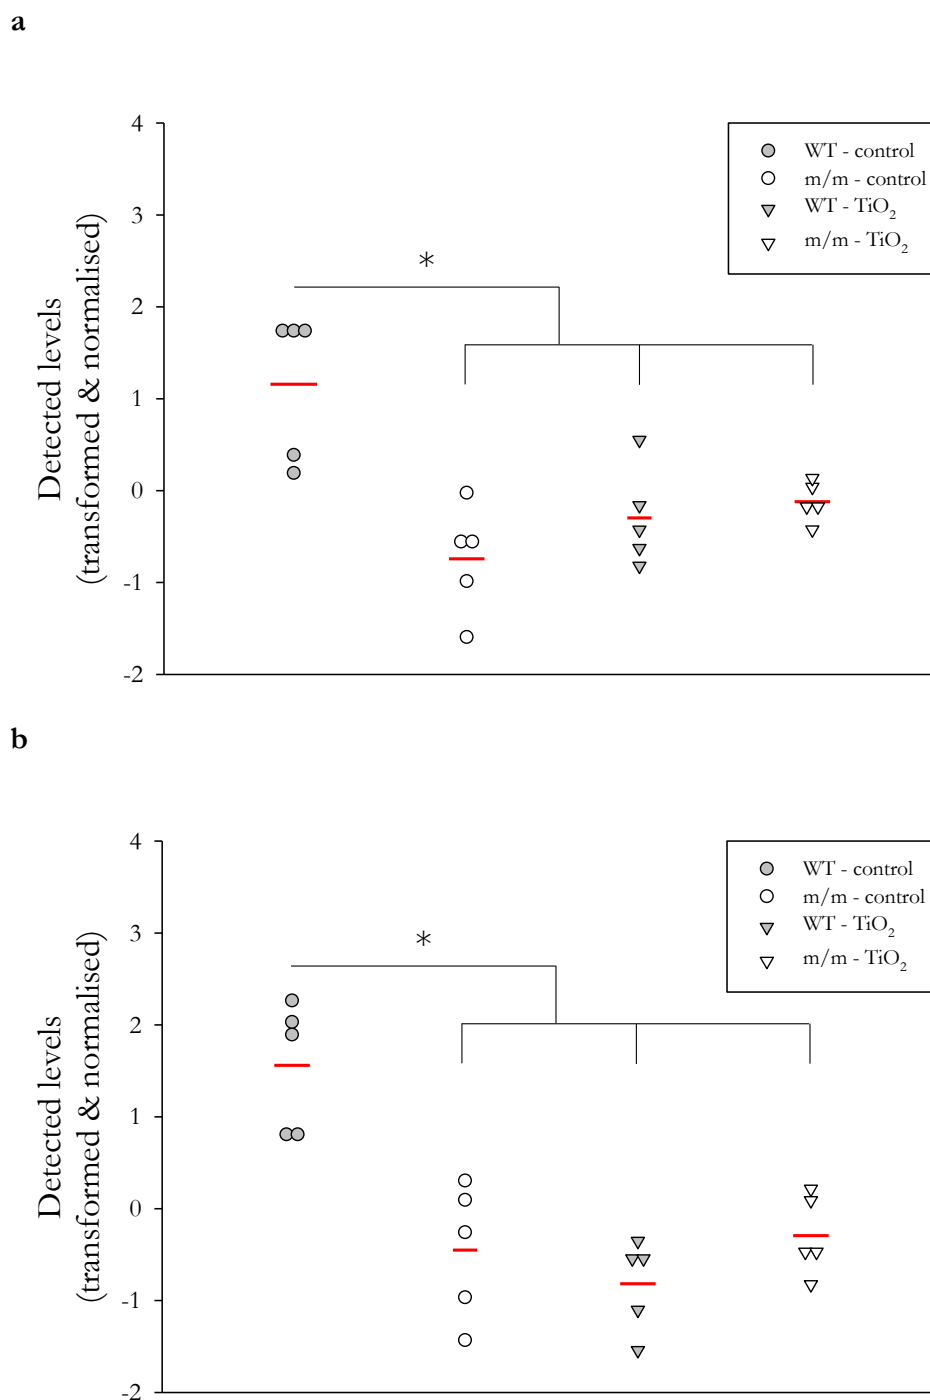 a
4
3
2
1
0
-1
-2
Detected levels
(transformed & normalised)
*
WT - control
m/m - control
WT - TiO₂
m/m - TiO₂
b
4
3
2
1
0
-1
-2
Detected levels
(transformed & normalised)
*
WT - control
m/m - control
WT - TiO₂
m/m - TiO₂